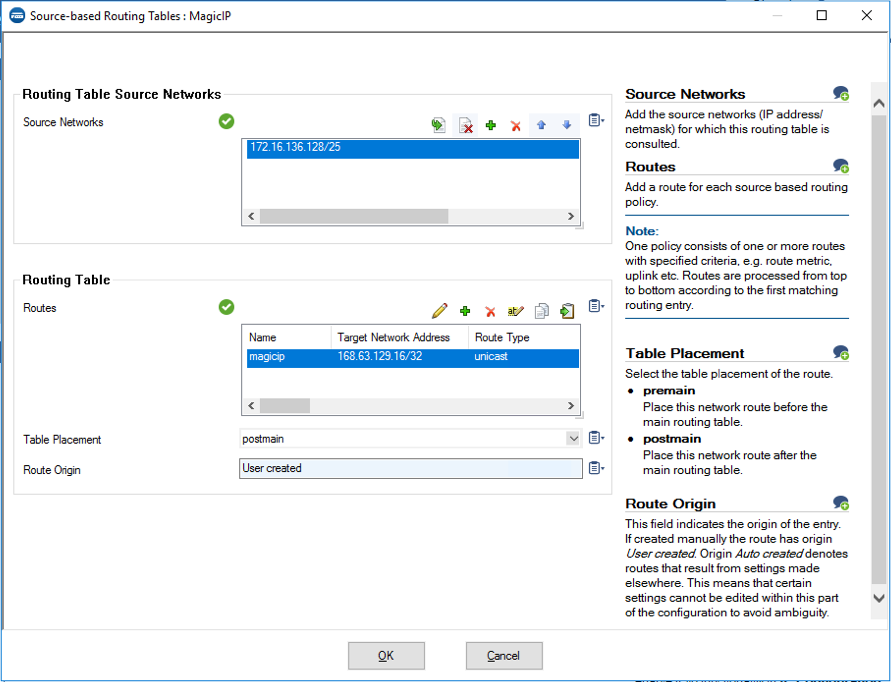 Source-based Routing Tables : MagicIP
Routing Table Source Networks
Source Networks
172.16.136.128/25
Routing Table
Routes
Name Target Network Address Route Type
magicip 168.63.129.16/32 unicast
Table Placement
postmain
Route Origin
User created
Source Networks
Add the source networks (IP address/
netmask) for which this routing table is
consulted.
Routes
Add a route for each source based routing
policy.
Note:
One policy consists of one or more routes
with specified criteria, e.g. route metric,
uplink etc. Routes are processed from top
to bottom according to the first matching
routing entry.
Table Placement
Select the table placement of the route.
• premain
Place this network route before the
main routing table.
• postmain
Place this network route after the
main routing table.
Route Origin
This field indicates the origin of the entry.
If created manually the route has origin
User created. Origin Auto created denotes
routes that result from settings made
elsewhere. This means that certain
settings cannot be edited within this part
of the configuration to avoid ambiguity.
OK
Cancel